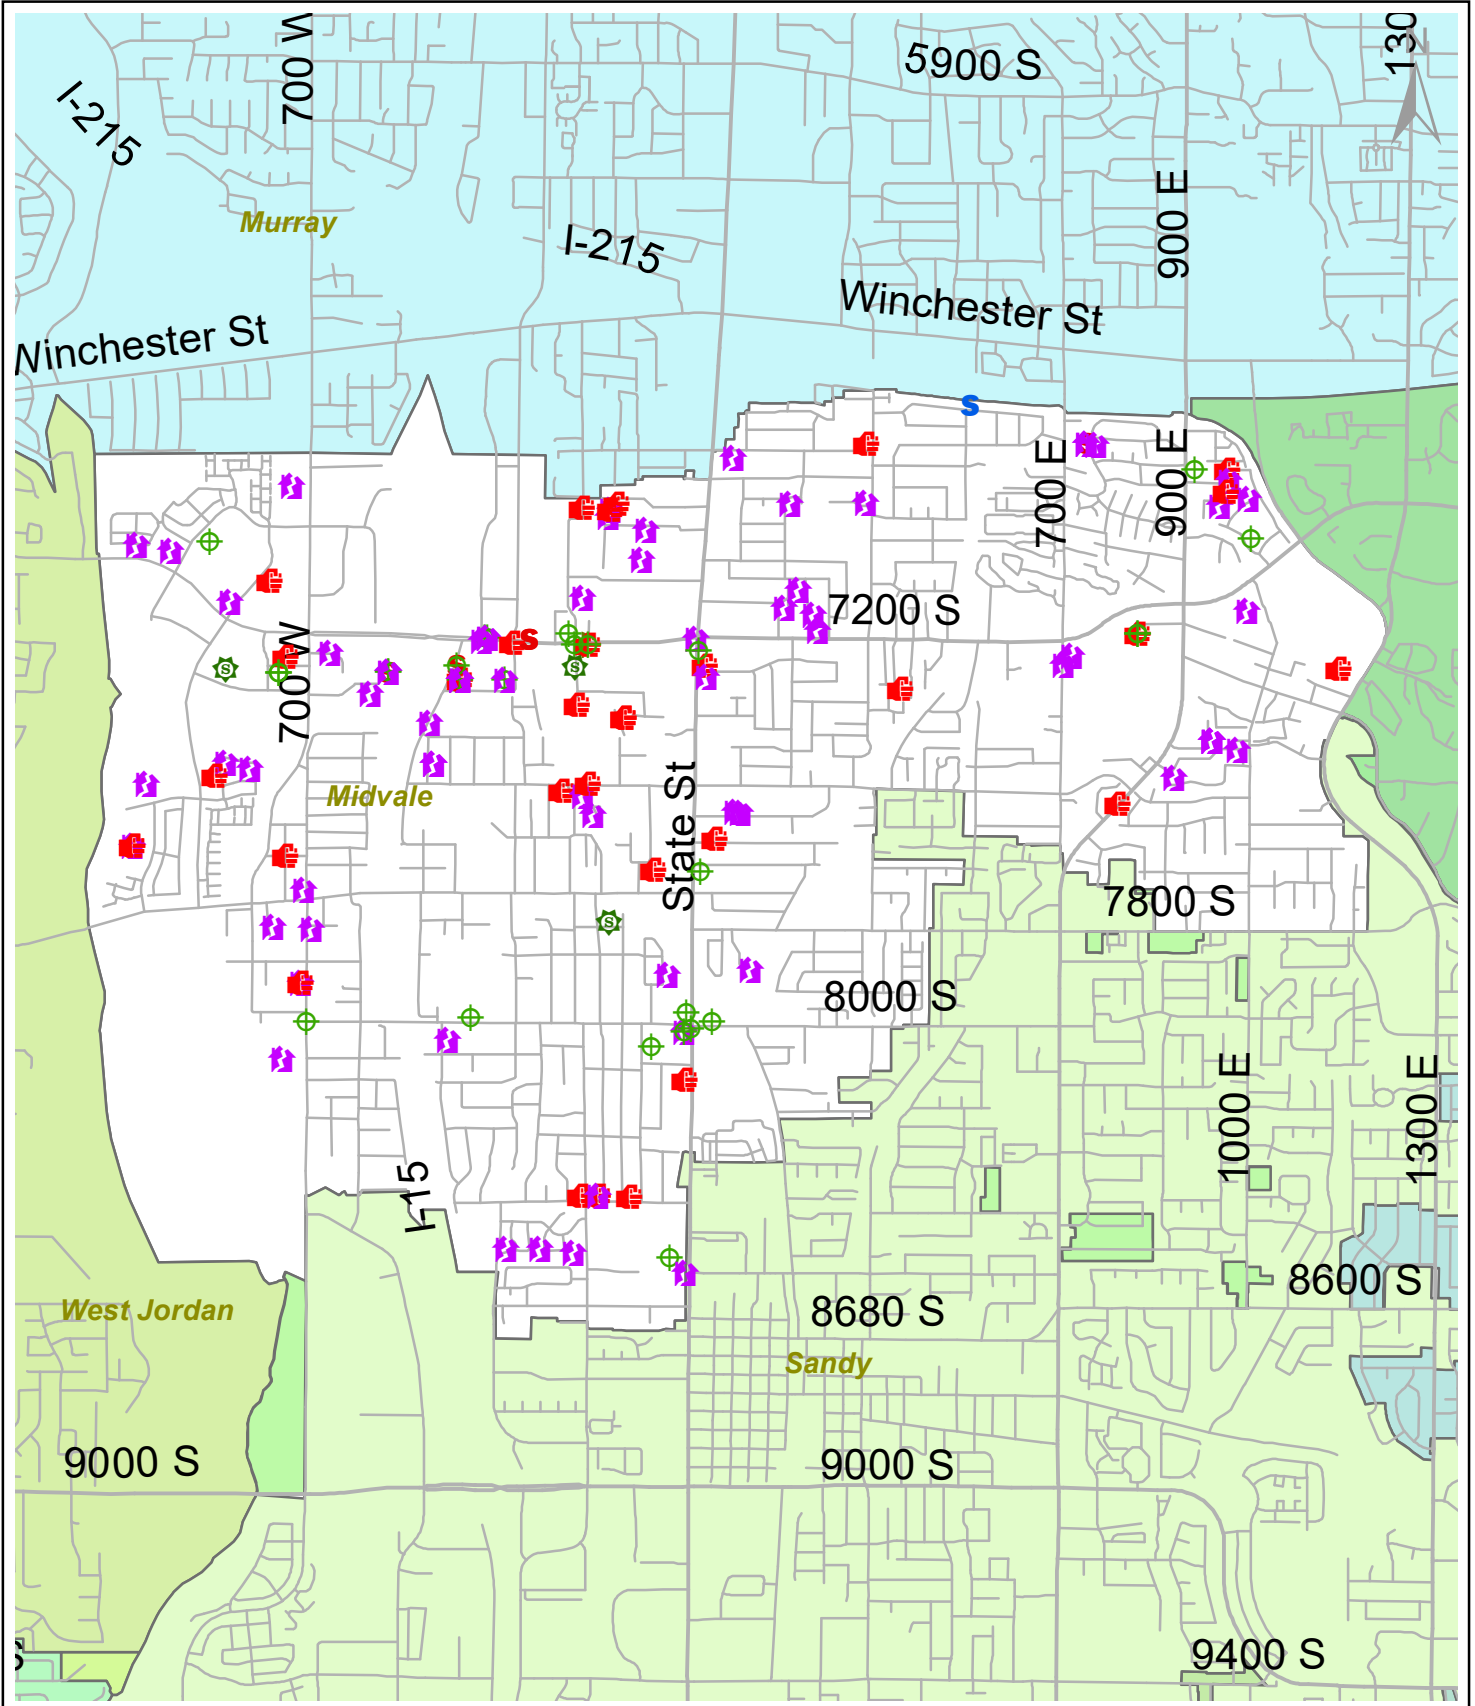 700 W
5900 S
130
I-215
900 E
Murray
I-215
Winchester St
Winchester St
S
700 E
900 E
7200 S
S
S
S
700 W
Midvale
State St
7800 S
S
8000 S
1000 E
1300 E
I-15
8600 S
West Jordan
8680 S
Sandy
9000 S
9000 S
9400 S